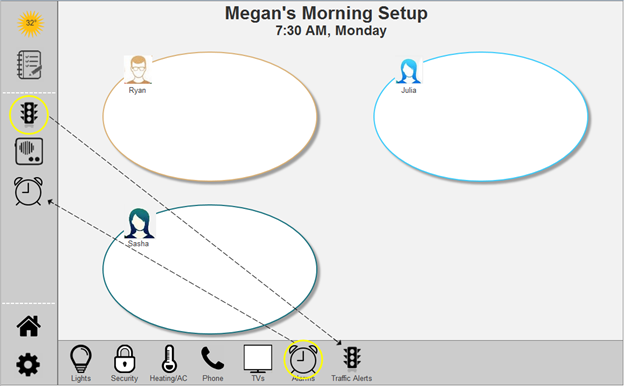 Megan's Morning Setup
7:30 AM, Monday
32°
Ryan
Julia
Sasha
Lights
Security
Heating/AC
Phone
TVs
Alarms
Traffic Alerts